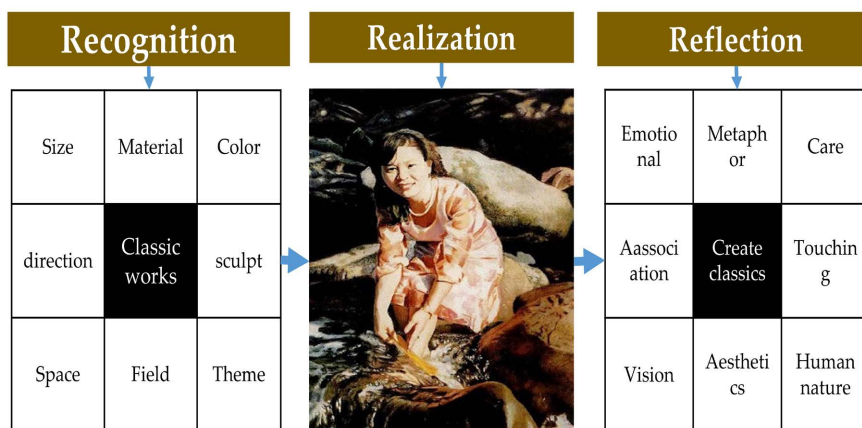 Recognition
Realization
Reflection
Size
Material
Color
direction
Classic
works
sculpt
Space
Field
Theme
Emotio
nal
Metaph
or
Care
Aassoci
ation
Create
classics
Touchin
g
Vision
Aestheti
cs
Human
nature